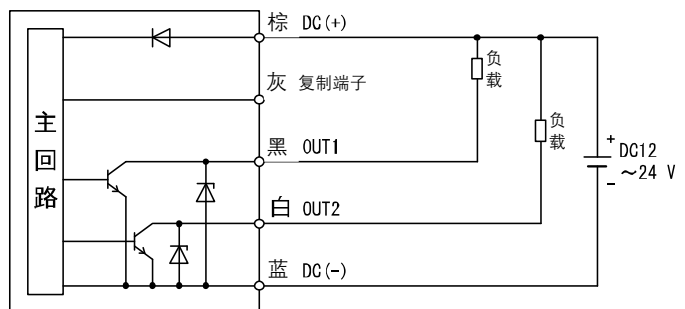 棕 DC(+)
负载
灰 复制端子
主回路
黑 OUT1
负载
+
DC12
～24 V
-
白 OUT2
蓝 DC(-)